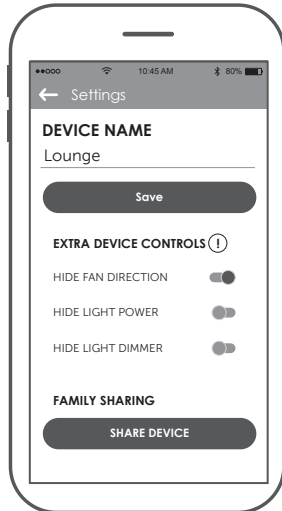 10:45 AM 80%
Settings
DEVICE NAME
Lounge
Save
EXTRA DEVICE CONTROLS !
HIDE FAN DIRECTION
HIDE LIGHT POWER
HIDE LIGHT DIMMER
FAMILY SHARING
SHARE DEVICE